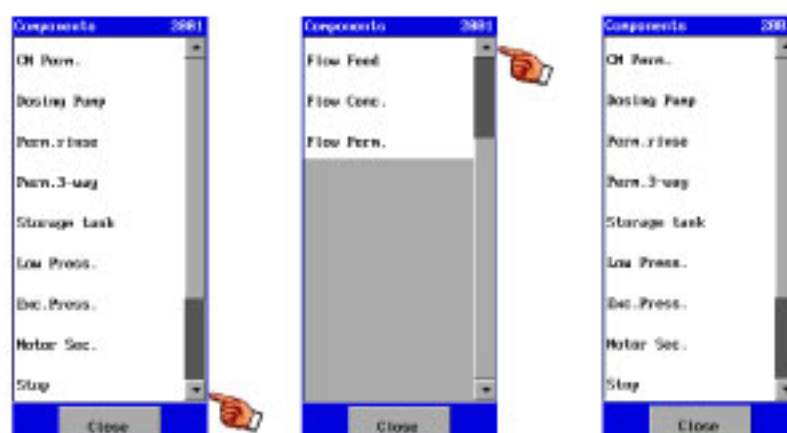 Components 2001
CM Perm.
Dosing Pump
Perm.rinse
Perm.3-way
Storage tank
Low Press.
Exc.Press.
Motor Sec.
Stop
Close
Components 2001
Flow Feed
Flow Conc.
Flow Perm.
Close
Components 200
CM Perm.
Dosing Pump
Perm.rinse
Perm.3-way
Storage tank
Low Press.
Exc.Press.
Motor Sec.
Stop
Close